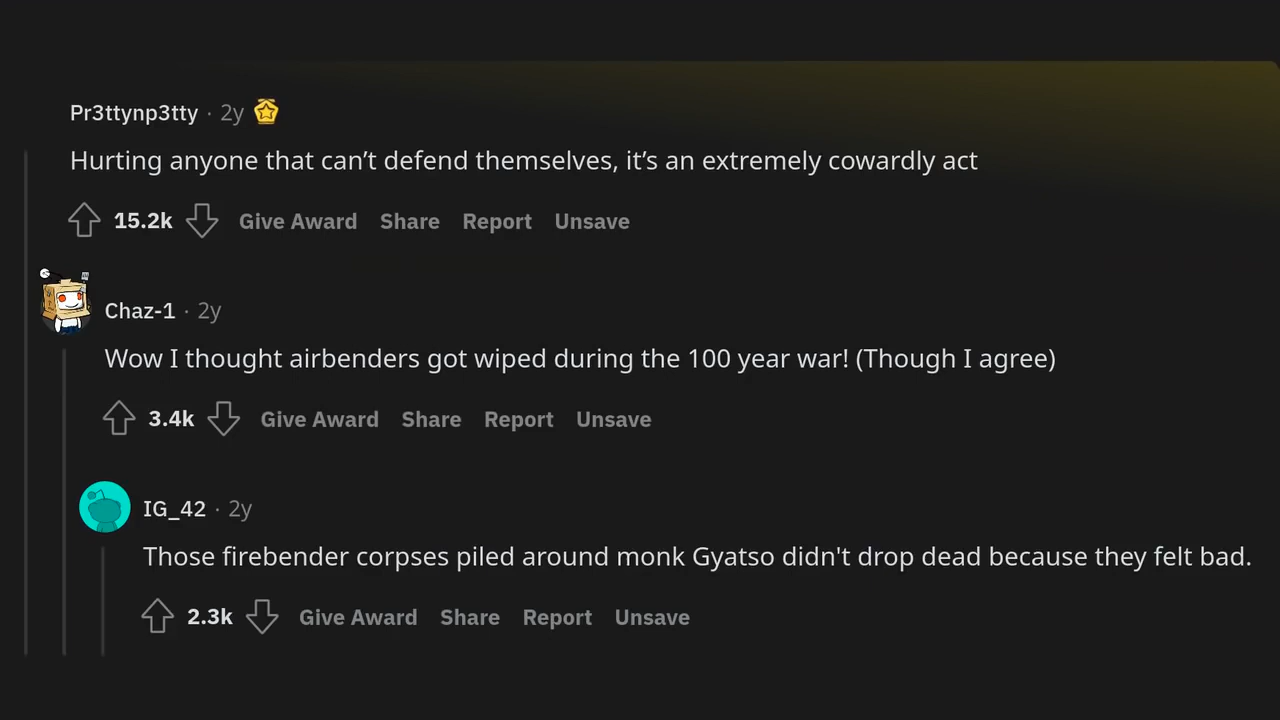 Pr3ttynp3tty · 2y
Hurting anyone that can’t defend themselves, it’s an extremely cowardly act
15.2k Give Award Share Report Unsave
Chaz-1 · 2y
Wow I thought airbenders got wiped during the 100 year war! (Though I agree)
3.4k Give Award Share Report Unsave
IG_42 · 2y
Those firebender corpses piled around monk Gyatso didn't drop dead because they felt bad.
2.3k Give Award Share Report Unsave